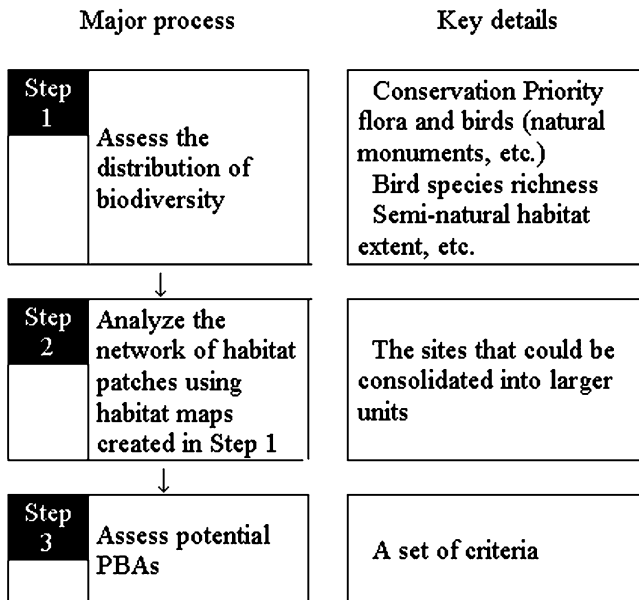 Major process
Key details
Step
1
Assess the
distribution of
biodiversity
Conservation Priority
flora and birds (natural
monuments, etc.)
Bird species richness
Semi-natural habitat
extent, etc.
Step
2
Analyze the
network of habitat
patches using
habitat maps
created in Step 1
The sites that could be
consolidated into larger
units
Step
3
Assess potential
PBAs
A set of criteria